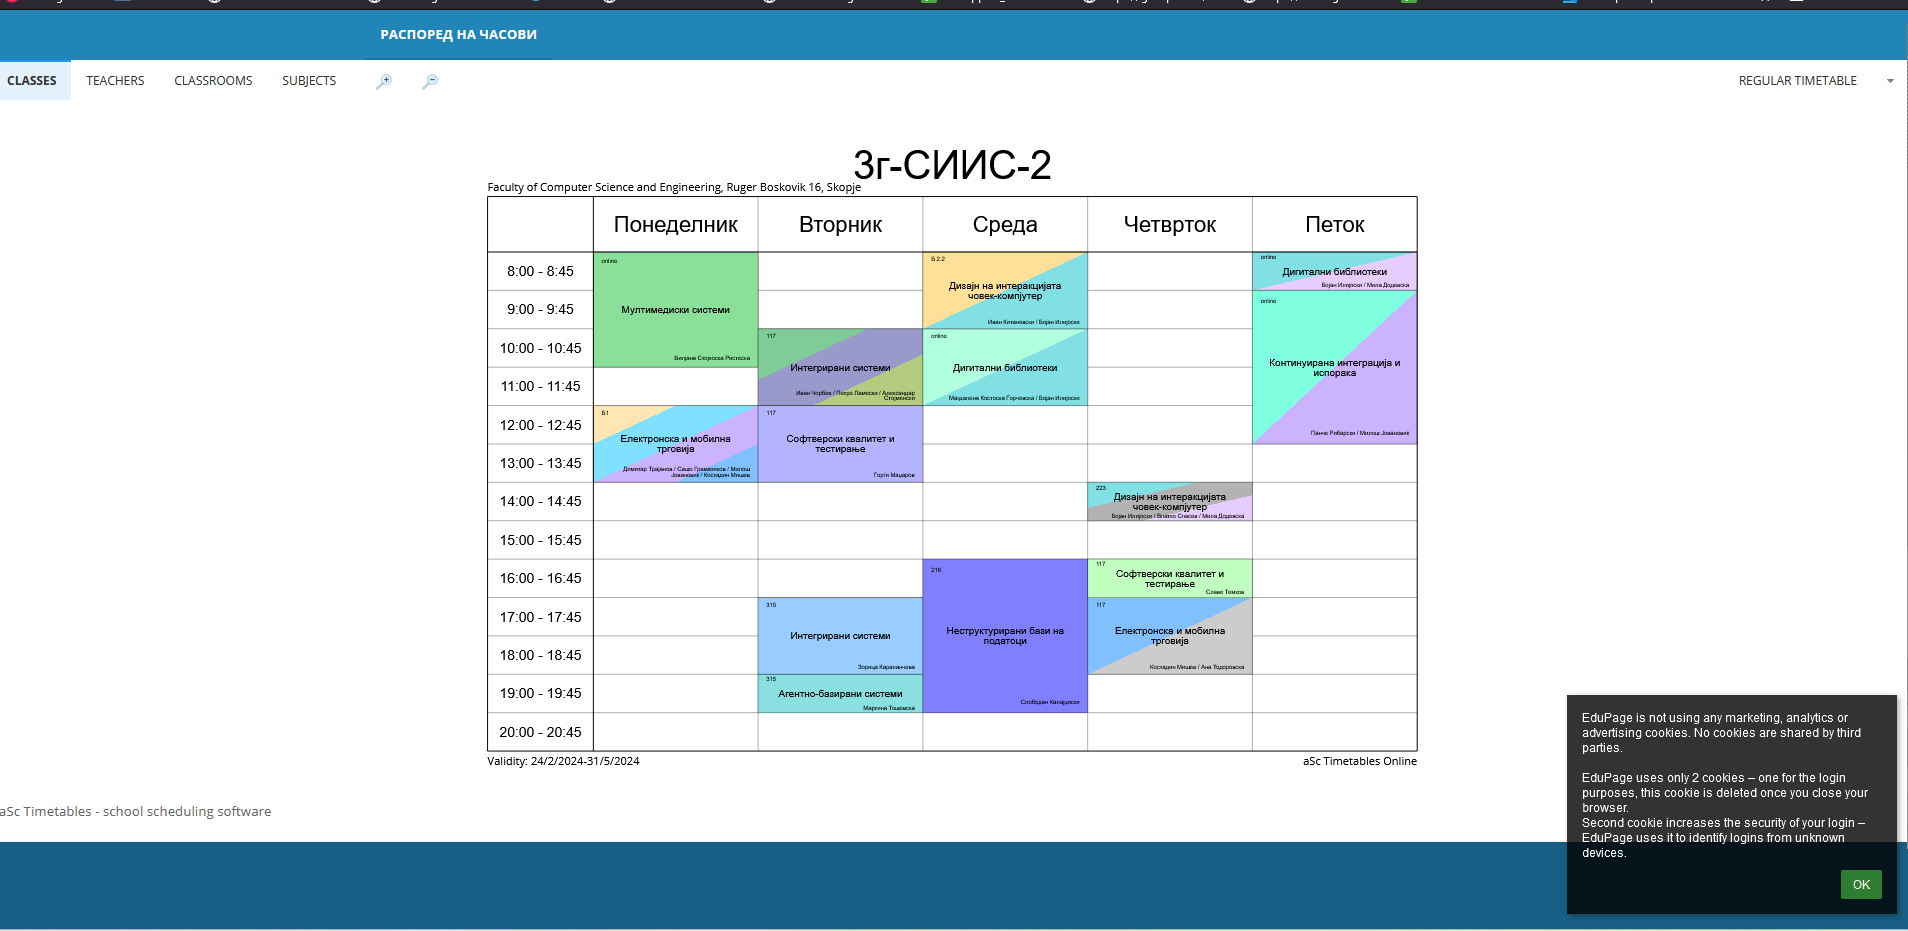 РАСПОРЕД НА ЧАСОВИ
CLASSES TEACHERS CLASSROOMS SUBJECTS REGULAR TIMETABLE
3г-СИИС-2
Faculty of Computer Science and Engineering, Ruger Boskovik 16, Skopje
Понеделник Вторник Среда Четврток Петок
8:00 - 8:45
9:00 - 9:45
10:00 - 10:45
11:00 - 11:45
12:00 - 12:45
13:00 - 13:45
14:00 - 14:45
15:00 - 15:45
16:00 - 16:45
17:00 - 17:45
18:00 - 18:45
19:00 - 19:45
20:00 - 20:45
online
Мултимедиски системи
Билјана Стојкоска Ристеска
Б1
Електронска и мобилна
трговија
Димитар Трајанов / Сашо Граматиков / Милош
Јовановиќ / Костадин Мишев
117
Интегрирани системи
Иван Чорбев / Петре Ламески / Александар
Стојменски
117
Софтверски квалитет и
тестирање
Ѓорѓи Маџаров
315
Интегрирани системи
315
Агентно-базирани системи
Мартина Тошевска
Б 2.2
Дизајн на интеракцијата
човек-компјутер
Иван Китановски / Бојан Илијоски
online
Дигитални библиотеки
Магдалена Костоска Ѓорчевска / Бојан Илијоски
216
Неструктурирани бази на
податоци
Слободан Калајџиски
223
Дизајн на интеракцијата
човек-компјутер
Бојан Илијоски / Влатко Спасев / Мила Додевска
117
Софтверски квалитет и
тестирање
Славе Темков
117
Електронска и мобилна
трговија
Костадин Мишев / Ана Тодоровска
online
Дигитални библиотеки
Бојан Илијоски / Мила Додевска
online
Континуирана интеграција и
испорака
Панче Рибарски / Милош Јовановиќ
Validity: 24/2/2024-31/5/2024 aSc Timetables Online
aSc Timetables - school scheduling software
EduPage is not using any marketing, analytics or
advertising cookies. No cookies are shared by third
parties.
EduPage uses only 2 cookies – one for the login
purposes, this cookie is deleted once you close your
browser.
Second cookie increases the security of your login –
EduPage uses it to identify logins from unknown
devices.
OK